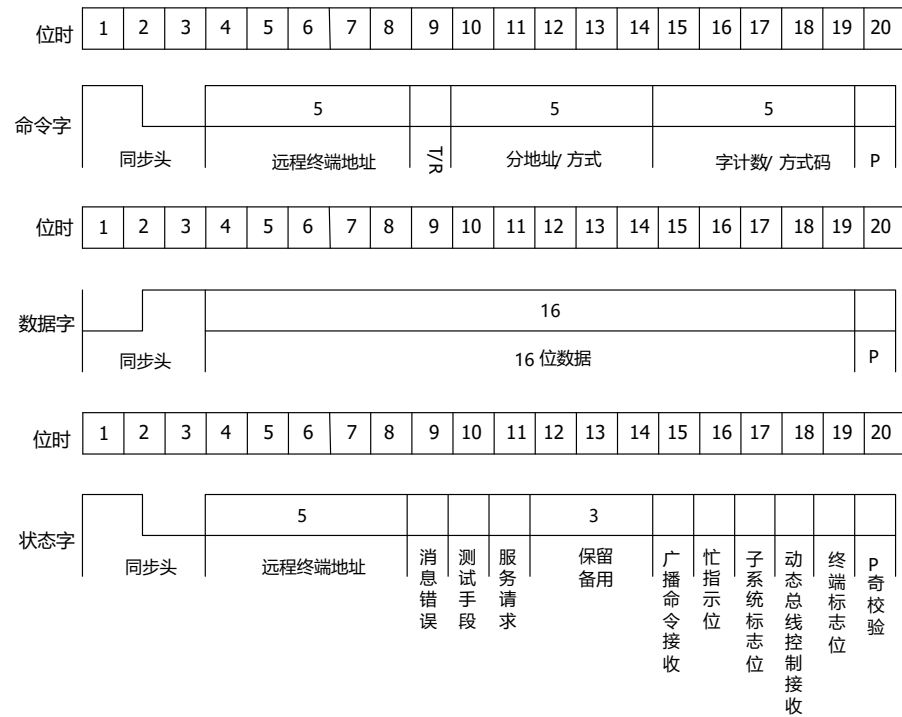 位时 1 2 3 4 5 6 7 8 9 10 11 12 13 14 15 16 17 18 19 20
命令字
5 5 5
同步头 远程终端地址 T/R 分地址/方式 字计数/方式码 P
位时 1 2 3 4 5 6 7 8 9 10 11 12 13 14 15 16 17 18 19 20
数据字
16
同步头 16位数据 P
位时 1 2 3 4 5 6 7 8 9 10 11 12 13 14 15 16 17 18 19 20
状态字
5 3
同步头 远程终端地址
消息错误
测试手段
服务请求
保留
备用
广播命令接收
忙指示位
子系统标志位
动态总线控制接收
终端标志位
P奇校验